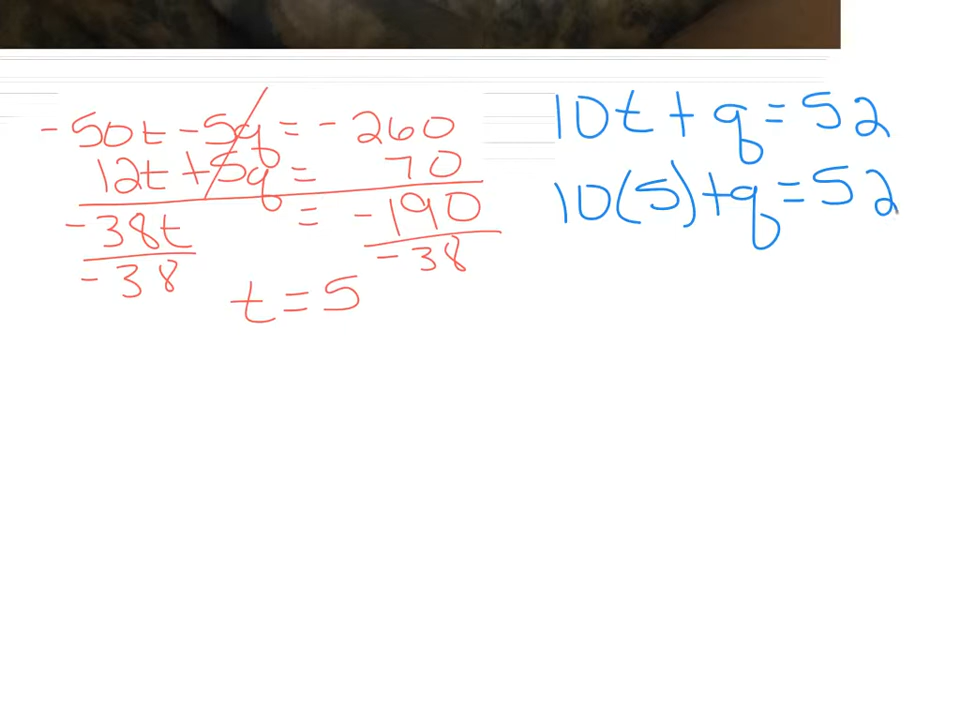 -50t -5q = -260
12t +5q = 70
-38t = -190
-38 -38
t = 5
10t + q = 52
10(5) + q = 52